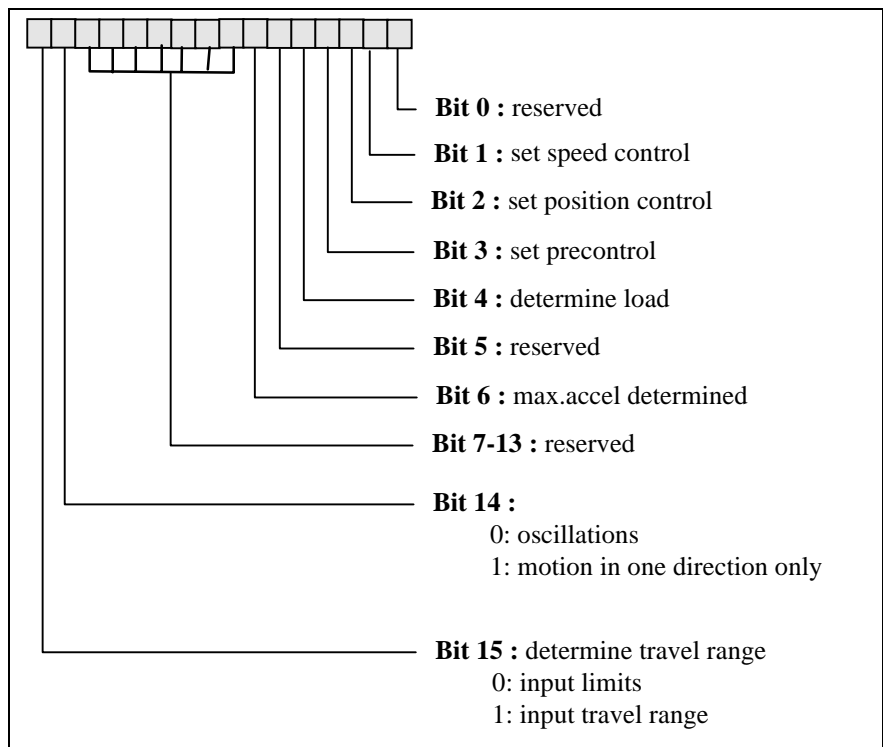 Bit 0 : reserved
Bit 1 : set speed control
Bit 2 : set position control
Bit 3 : set precontrol
Bit 4 : determine load
Bit 5 : reserved
Bit 6 : max.accel determined
Bit 7-13 : reserved
Bit 14 :
0: oscillations
1: motion in one direction only
Bit 15 : determine travel range
0: input limits
1: input travel range